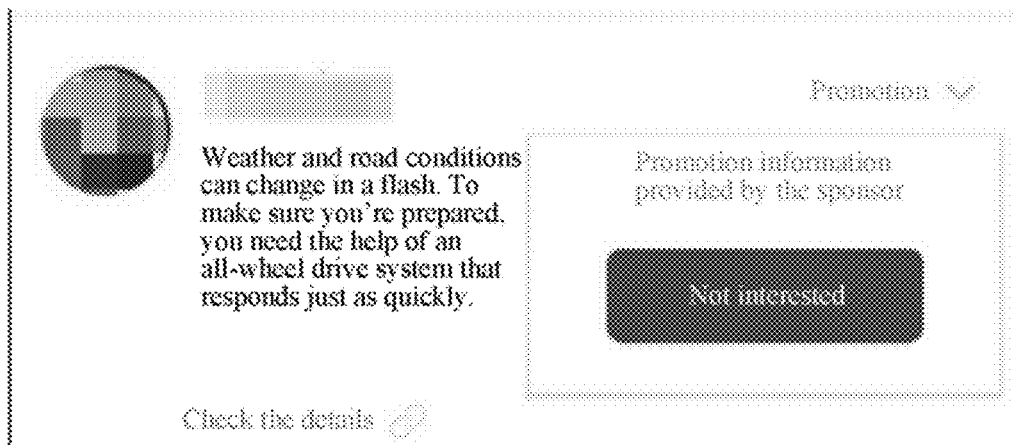 Promotion
Weather and road conditions
can change in a flash. To
make sure you're prepared,
you need the help of an
all-wheel drive system that
responds just as quickly.
Promotion information
provided by the sponsor
Not interested
Check the details